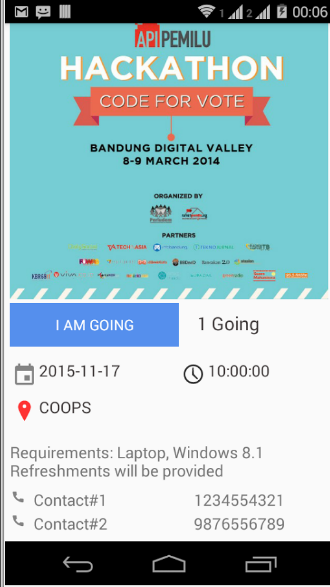 1 2 00:06
API PEMILU
HACKATHON
CODE FOR VOTE
BANDUNG DIGITAL VALLEY
8-9 MARCH 2014
ORGANIZED BY
PARTNERS
I AM GOING
1 Going
2015-11-17
10:00:00
COOPS
Requirements: Laptop, Windows 8.1
Refreshments will be provided
Contact#1 1234554321
Contact#2 9876556789